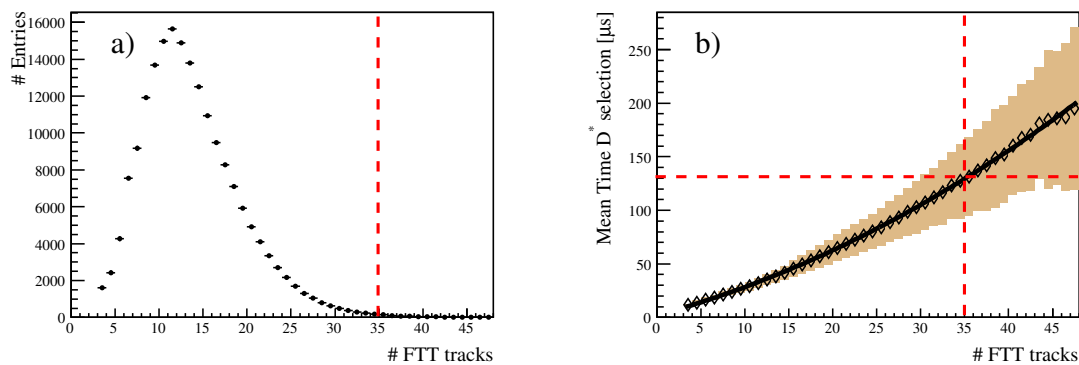 a)
# Entries
16000
14000
12000
10000
8000
6000
4000
2000
0
0 5 10 15 20 25 30 35 40 45
# FTT tracks
b)
Mean Time D* selection [μs]
250
200
150
100
50
0
0 5 10 15 20 25 30 35 40 45
# FTT tracks